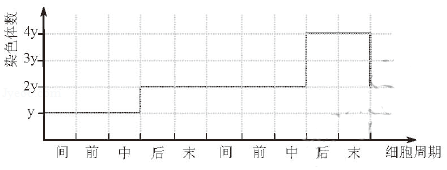 染色体数
4y
3y
2y
y
间 前 中 后 末 间 前 中 后 末 细胞周期